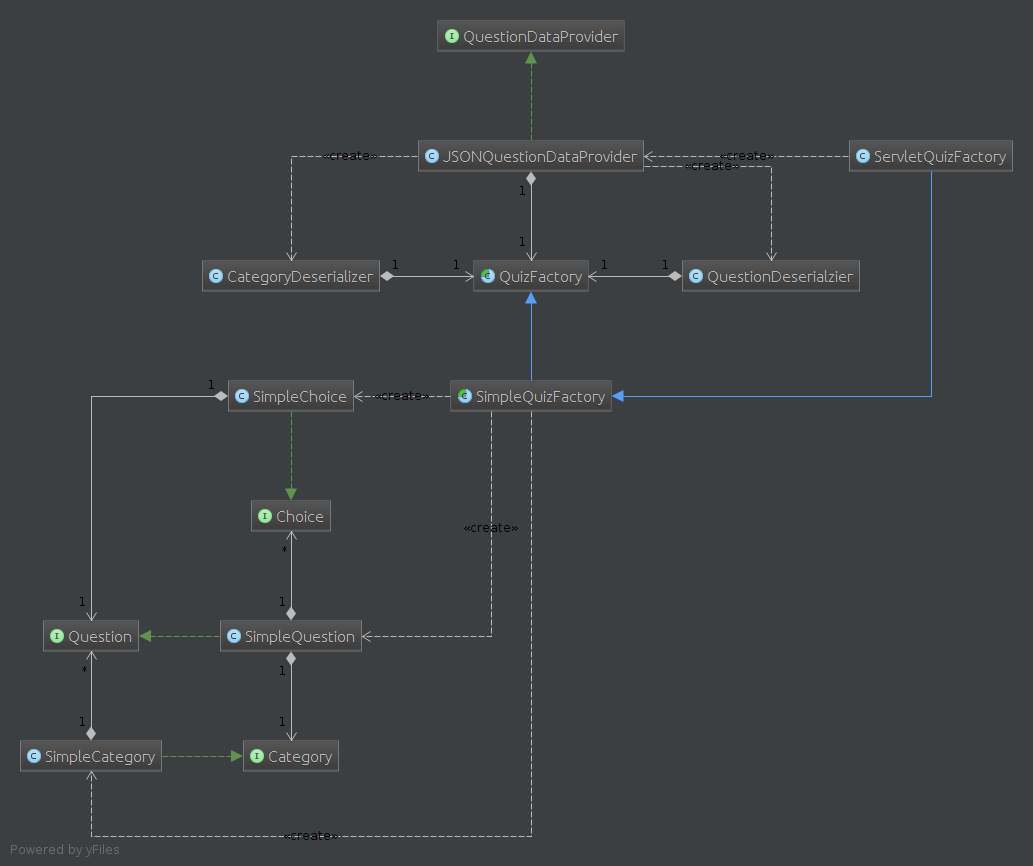 I QuestionDataProvider
«create»
C JSONQuestionDataProvider
«create»
«create»
C ServletQuizFactory
1
1
C CategoryDeserializer
1
1
C QuizFactory
1
1
C QuestionDeserialzier
1
C SimpleChoice
«create»
C SimpleQuizFactory
I Choice
«create»
*
1
1
I Question
C SimpleQuestion
*
1
1
1
C SimpleCategory
I Category
«create»
Powered by yFiles